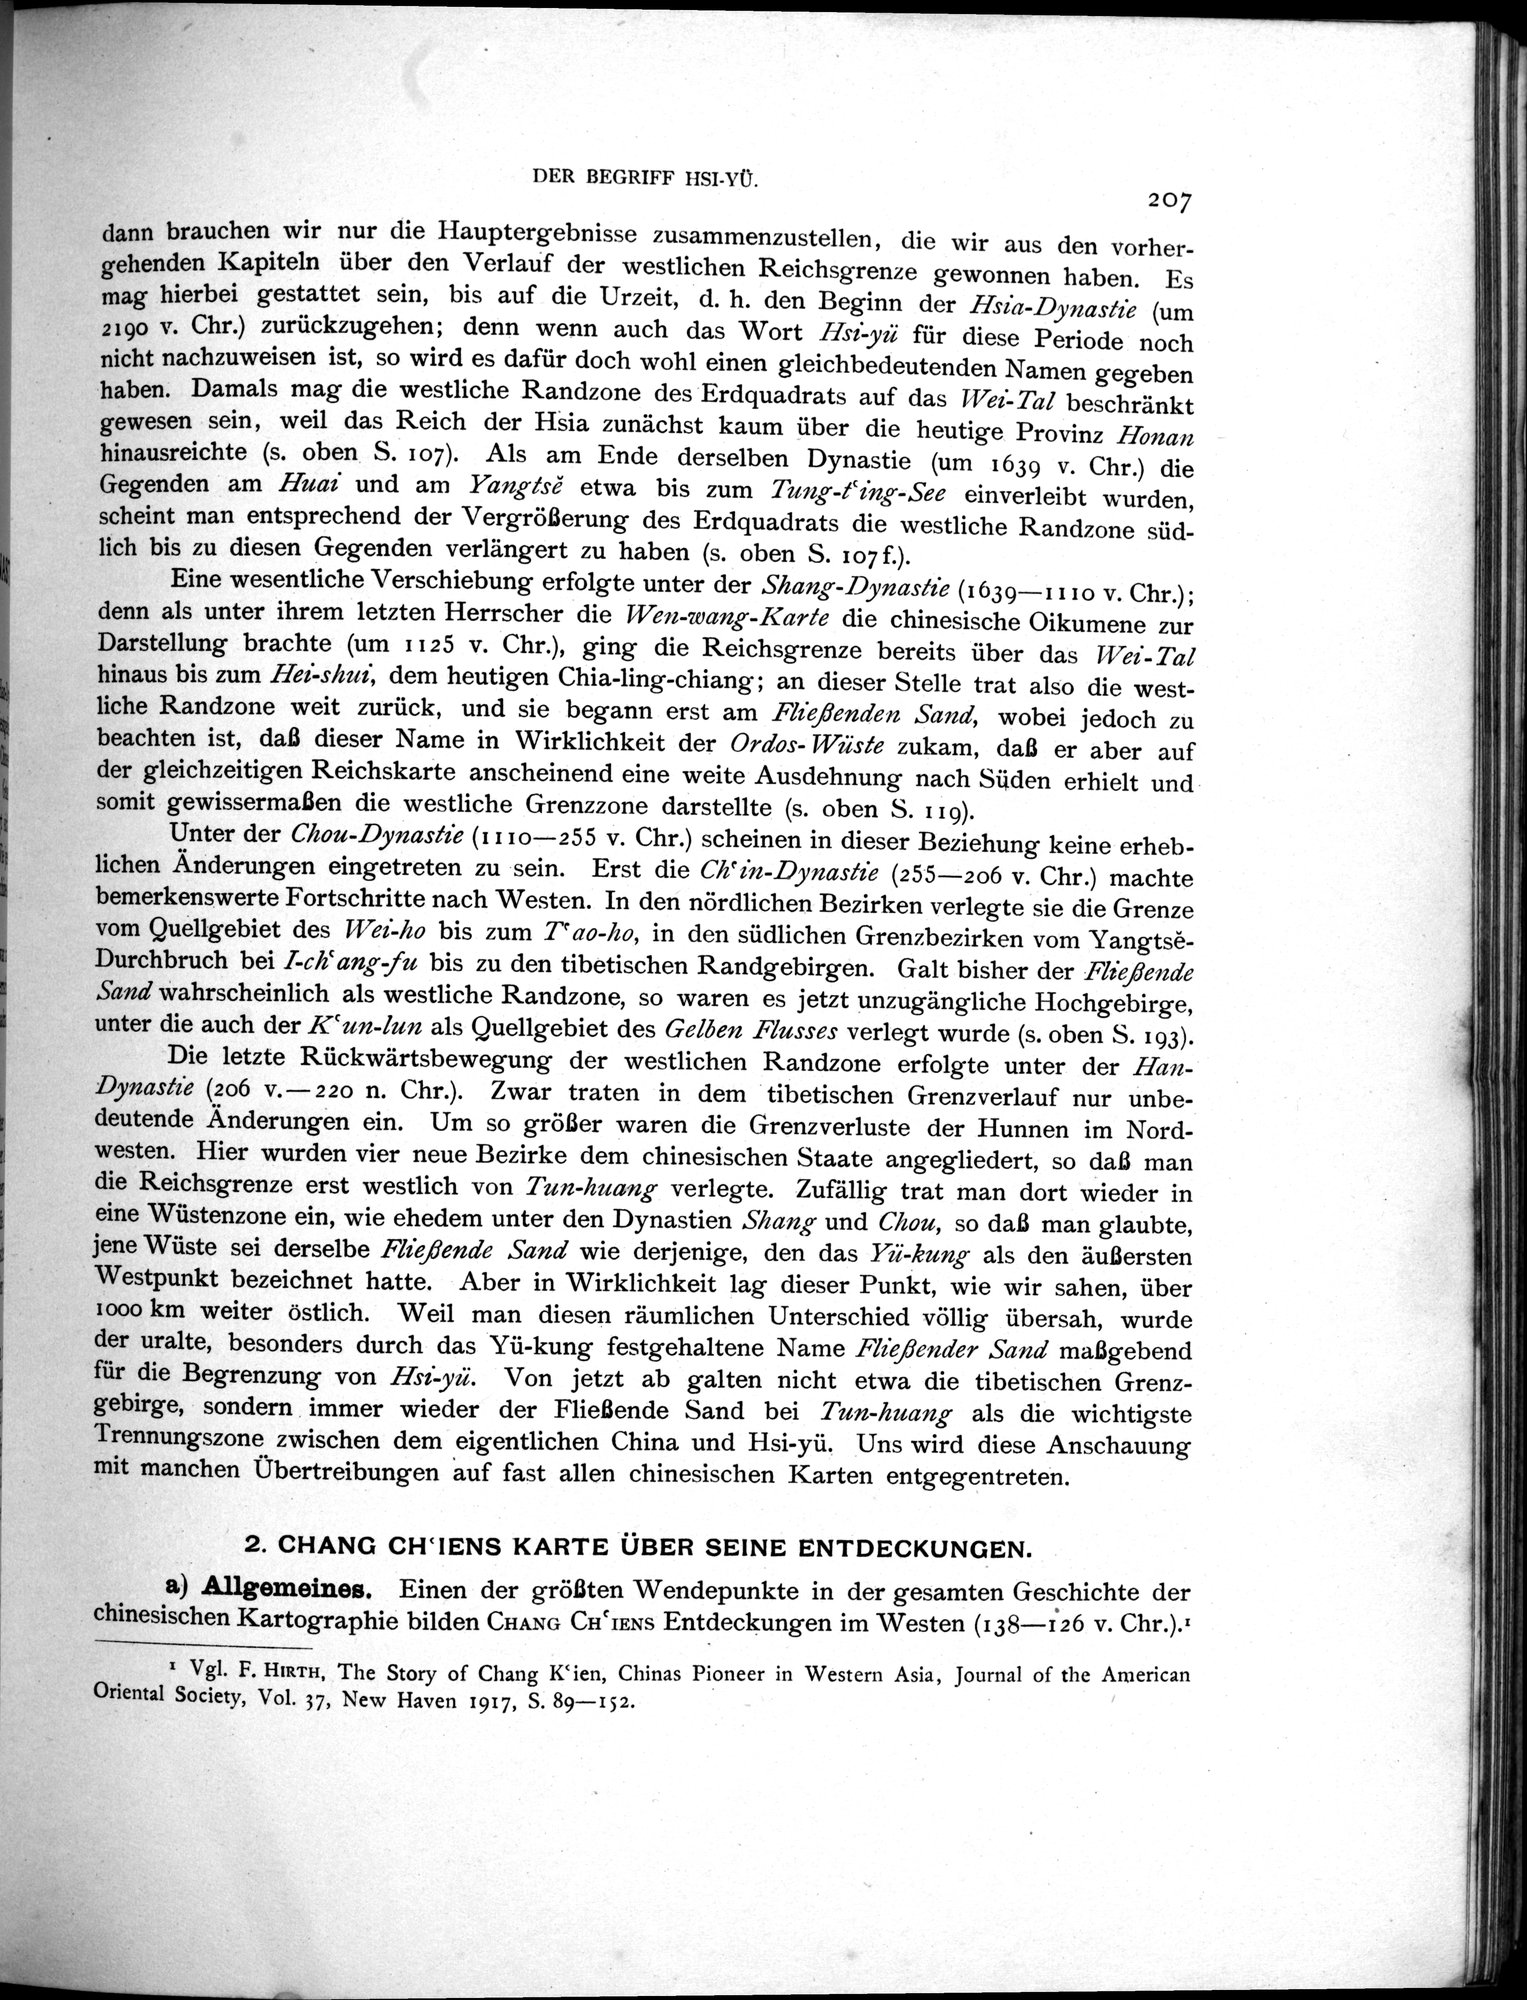 DER BEGRIFF HSI-YÜ.
207
dann brauchen wir nur die Hauptergebnisse zusammenzustellen, die wir aus den vorher-
gehenden Kapiteln über den Verlauf der westlichen Reichsgrenze gewonnen haben. Es
mag hierbei gestattet sein, bis auf die Urzeit, d. h. den Beginn der Hsia-Dynastie (um
2190 v. Chr.) zurückzugehen; denn wenn auch das Wort Hsi-yü für diese Periode noch
nicht nachzuweisen ist, so wird es dafür doch wohl einen gleichbedeutenden Namen gegeben
haben. Damals mag die westliche Randzone des Erdquadrats auf das Wei-Tal beschränkt
gewesen sein, weil das Reich der Hsia zunächst kaum über die heutige Provinz Honan
hinausreichte (s. oben S. 107). Als am Ende derselben Dynastie (um 1639 v. Chr.) die
Gegenden am Huai und am Yangtsĕ etwa bis zum Tung-tʿing-See einverleibt wurden,
scheint man entsprechend der Vergrößerung des Erdquadrats die westliche Randzone süd-
lich bis zu diesen Gegenden verlängert zu haben (s. oben S. 107f.).
Eine wesentliche Verschiebung erfolgte unter der Shang-Dynastie (1639—1110 v. Chr.);
denn als unter ihrem letzten Herrscher die Wen-wang-Karte die chinesische Oikumene zur
Darstellung brachte (um 1125 v. Chr.), ging die Reichsgrenze bereits über das Wei-Tal
hinaus bis zum Hei-shui, dem heutigen Chia-ling-chiang; an dieser Stelle trat also die west-
liche Randzone weit zurück, und sie begann erst am Fließenden Sand, wobei jedoch zu
beachten ist, daß dieser Name in Wirklichkeit der Ordos-Wüste zukam, daß er aber auf
der gleichzeitigen Reichskarte anscheinend eine weite Ausdehnung nach Süden erhielt und
somit gewissermaßen die westliche Grenzzone darstellte (s. oben S. 119).
Unter der Chou-Dynastie (1110—255 v. Chr.) scheinen in dieser Beziehung keine erheb-
lichen Änderungen eingetreten zu sein. Erst die Chʿin-Dynastie (255—206 v. Chr.) machte
bemerkenswerte Fortschritte nach Westen. In den nördlichen Bezirken verlegte sie die Grenze
vom Quellgebiet des Wei-ho bis zum Tʿao-ho, in den südlichen Grenzbezirken vom Yangtsĕ-
Durchbruch bei I-chʿang-fu bis zu den tibetischen Randgebirgen. Galt bisher der Fließende
Sand wahrscheinlich als westliche Randzone, so waren es jetzt unzugängliche Hochgebirge,
unter die auch der Kʿun-lun als Quellgebiet des Gelben Flusses verlegt wurde (s. oben S. 193).
Die letzte Rückwärtsbewegung der westlichen Randzone erfolgte unter der Han-
Dynastie (206 v.—220 n. Chr.). Zwar traten in dem tibetischen Grenzverlauf nur unbe-
deutende Änderungen ein. Um so größer waren die Grenzverluste der Hunnen im Nord-
westen. Hier wurden vier neue Bezirke dem chinesischen Staate angegliedert, so daß man
die Reichsgrenze erst westlich von Tun-huang verlegte. Zufällig trat man dort wieder in
eine Wüstenzone ein, wie ehedem unter den Dynastien Shang und Chou, so daß man glaubte,
jene Wüste sei derselbe Fließende Sand wie derjenige, den das Yü-kung als den äußersten
Westpunkt bezeichnet hatte. Aber in Wirklichkeit lag dieser Punkt, wie wir sahen, über
1000 km weiter östlich. Weil man diesen räumlichen Unterschied völlig übersah, wurde
der uralte, besonders durch das Yü-kung festgehaltene Name Fließender Sand maßgebend
für die Begrenzung von Hsi-yü. Von jetzt ab galten nicht etwa die tibetischen Grenz-
gebirge, sondern immer wieder der Fließende Sand bei Tun-huang als die wichtigste
Trennungszone zwischen dem eigentlichen China und Hsi-yü. Uns wird diese Anschauung
mit manchen Übertreibungen auf fast allen chinesischen Karten entgegentreten.
2. CHANG CHʿIENS KARTE ÜBER SEINE ENTDECKUNGEN.
a) Allgemeines. Einen der größten Wendepunkte in der gesamten Geschichte der
chinesischen Kartographie bilden CHANG CHʿIENS Entdeckungen im Westen (138—126 v. Chr.).¹
¹ Vgl. F. HIRTH, The Story of Chang Kʿien, Chinas Pioneer in Western Asia, Journal of the American
Oriental Society, Vol. 37, New Haven 1917, S. 89—152.